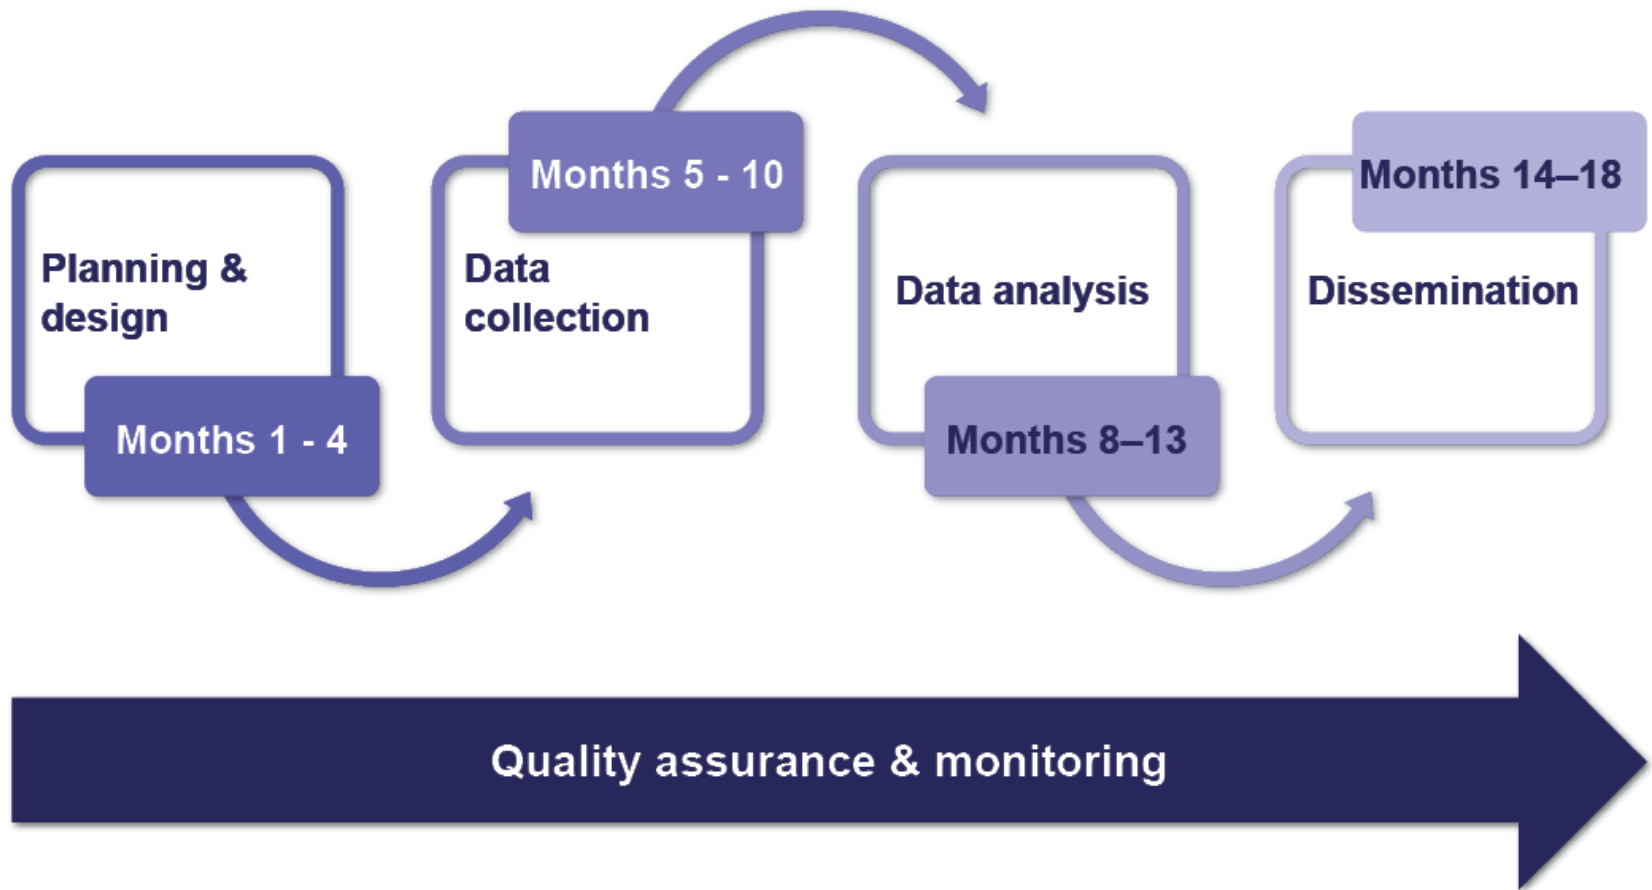 Planning &
design
Months 1 - 4
Months 5 - 10
Data
collection
Data analysis
Months 8–13
Months 14–18
Dissemination
Quality assurance & monitoring